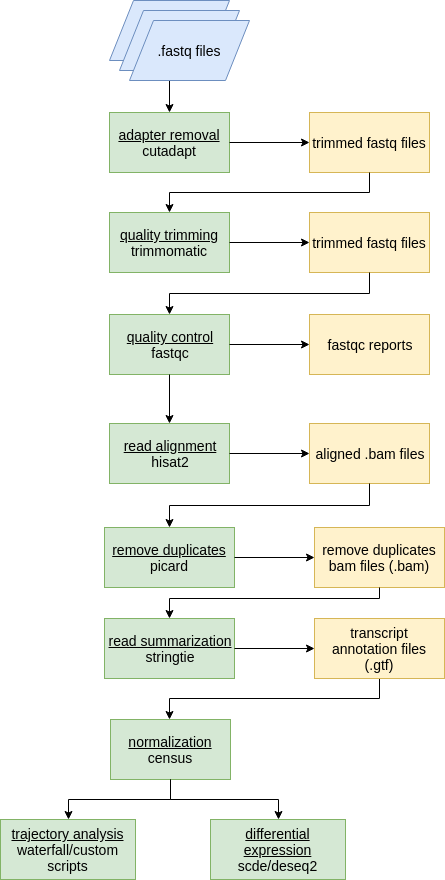 .fastq files
adapter removal
cutadapt
trimmed fastq files
quality trimming
trimmomatic
trimmed fastq files
quality control
fastqc
fastqc reports
read alignment
hisat2
aligned .bam files
remove duplicates
picard
remove duplicates
bam files (.bam)
read summarization
stringtie
transcript
annotation files
(.gtf)
normalization
census
trajectory analysis
waterfall/custom
scripts
differential
expression
scde/deseq2